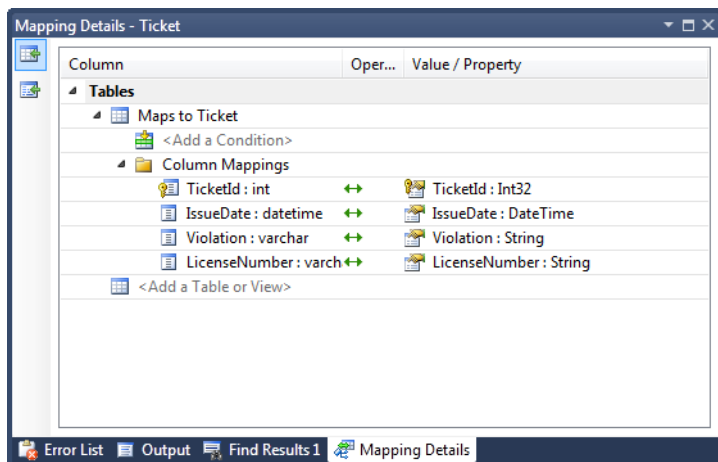 Mapping Details - Ticket
Column Oper... Value / Property
Tables
Maps to Ticket
<Add a Condition>
Column Mappings
TicketId : int TicketId : Int32
IssueDate : datetime IssueDate : DateTime
Violation : varchar Violation : String
LicenseNumber : varch LicenseNumber : String
<Add a Table or View>
Error List Output Find Results 1 Mapping Details